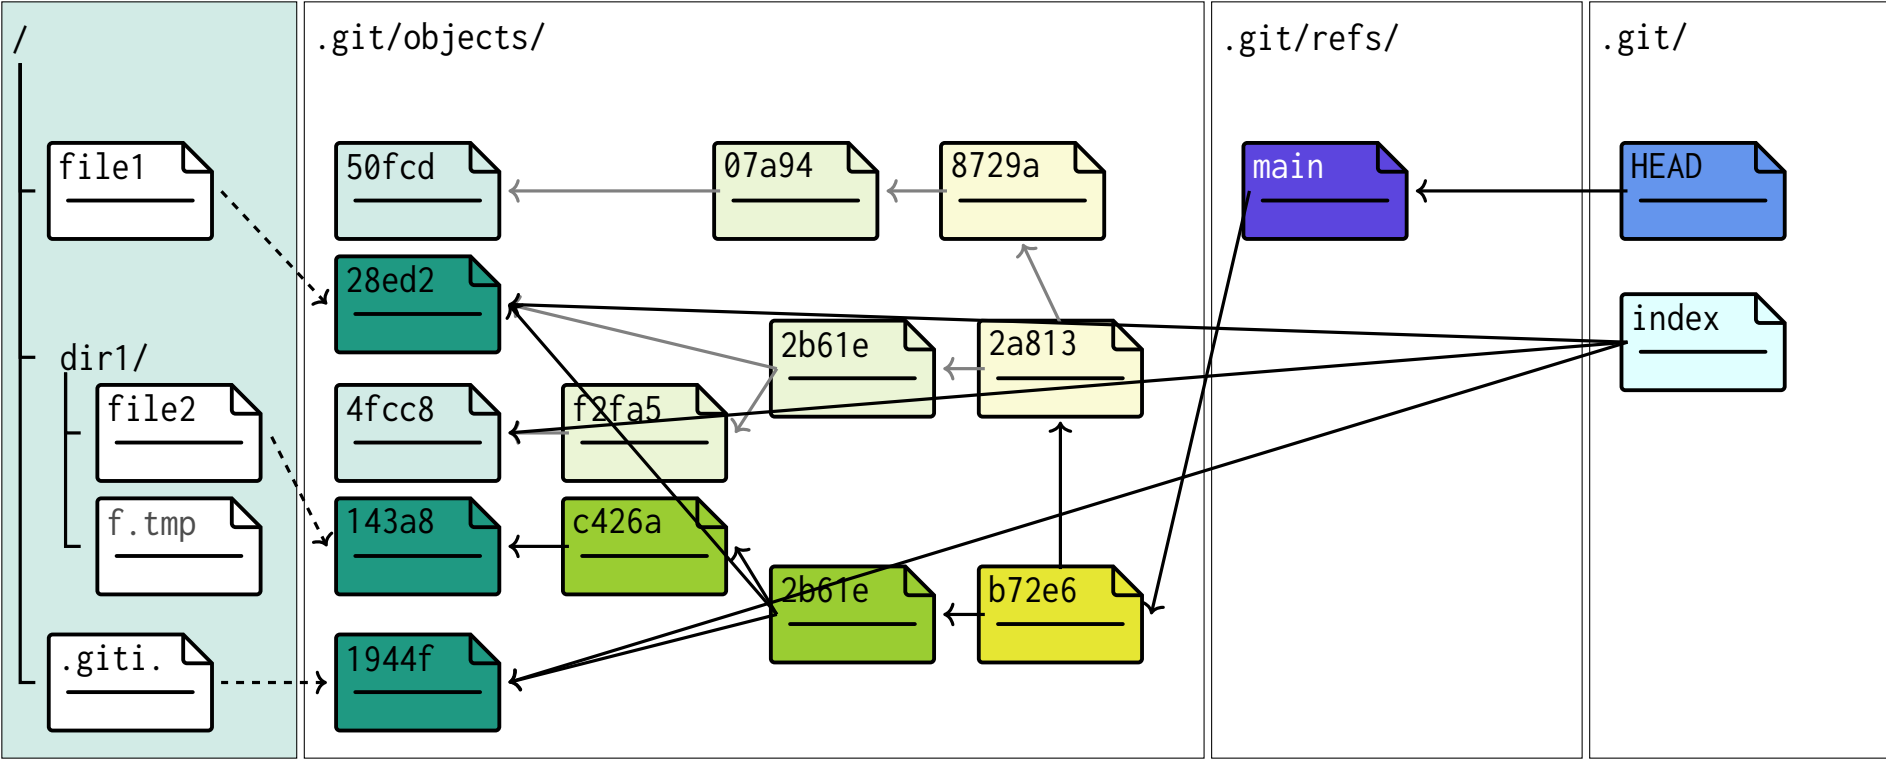 /
.git/objects/
.git/refs/
.git/
file1
50fcd
07a94
8729a
main
HEAD
28ed2
index
dir1/
2b61e
2a813
file2
4fcc8
f2fa5
f.tmp
143a8
c426a
2b61e
b72e6
.giti.
1944f